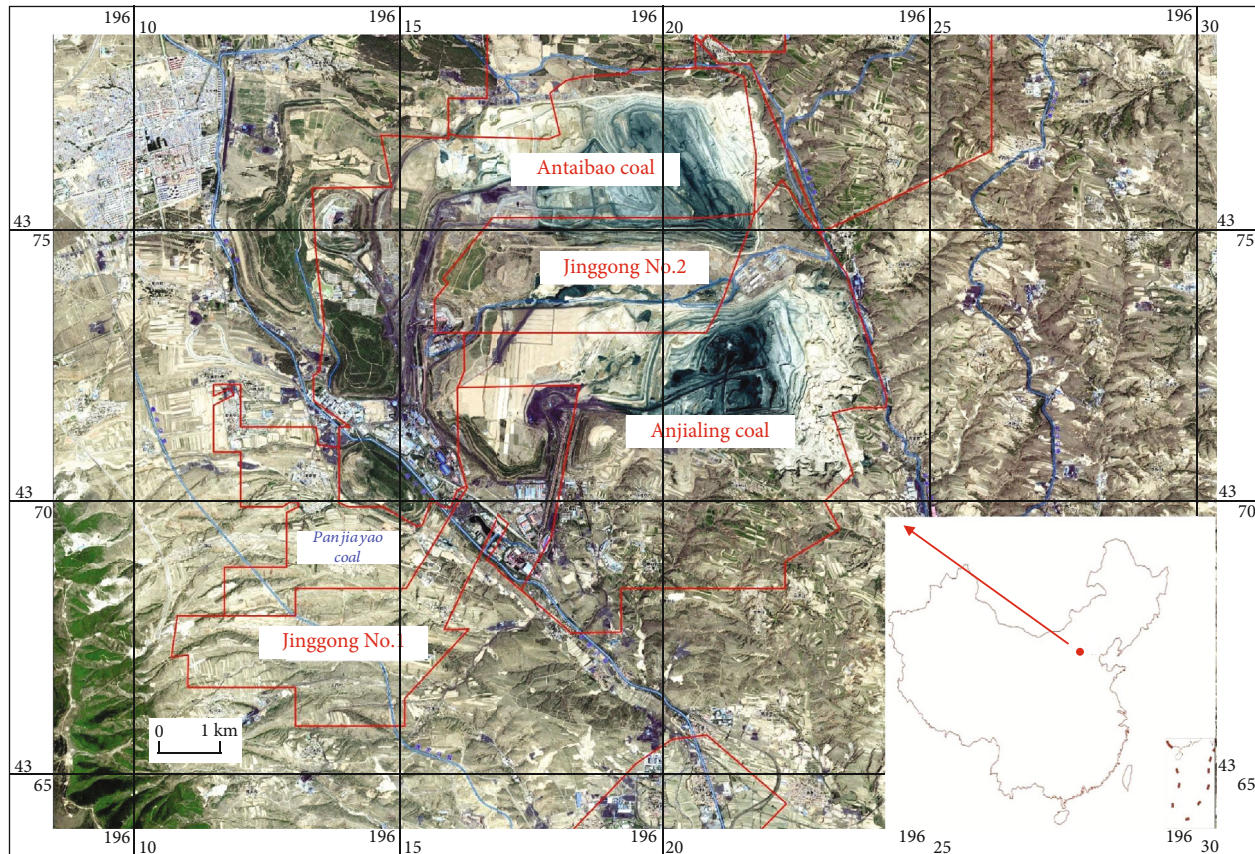 196 196 196 196 196
10 15 20 25 30
Antaibao coal
43 43
75 75
Jinggong No.2
Anjialing coal
43 43
70 70
Panjiayao
coal
Jinggong No.1
0 1 km
43 43
65 65
196 196 196 196 196
10 15 20 25 30